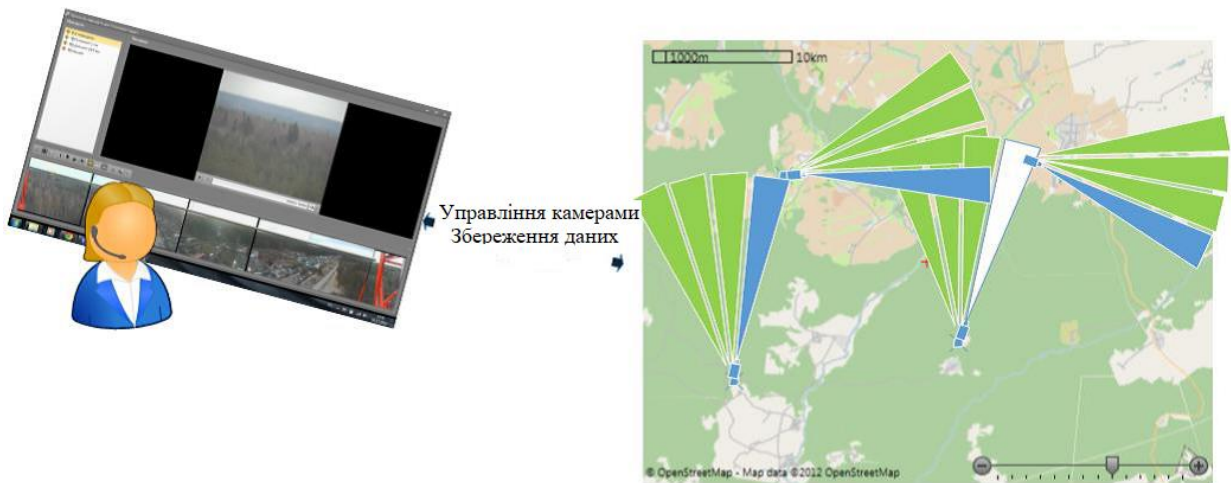 Управління камерами
Збереження даних
1000m
10km
© OpenStreetMap - Map data ©2012 OpenStreetMap